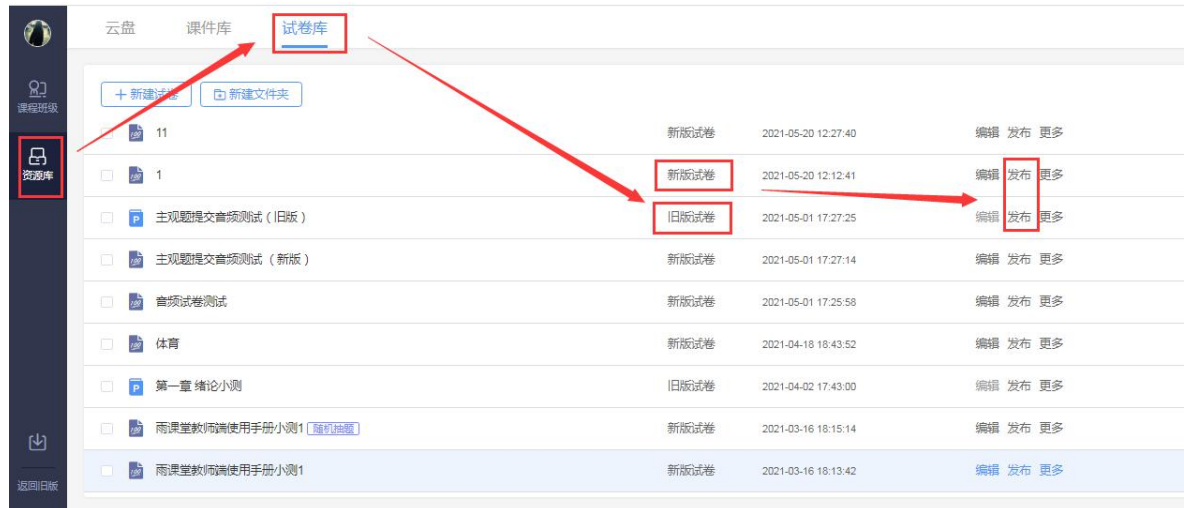 云盘 课件库 试卷库
课程班级
资源库
返回旧版
+ 新建试卷 新建文件夹
11 新版试卷 2021-05-20 12:27:40 编辑 发布 更多
1 新版试卷 2021-05-20 12:12:41 编辑 发布 更多
主观题提交音频测试（旧版） 旧版试卷 2021-05-01 17:27:25 编辑 发布 更多
主观题提交音频测试 （新版） 新版试卷 2021-05-01 17:27:14 编辑 发布 更多
音频试卷测试 新版试卷 2021-05-01 17:25:58 编辑 发布 更多
体育 新版试卷 2021-04-18 18:43:52 编辑 发布 更多
第一章 绪论小测 旧版试卷 2021-04-02 17:43:00 编辑 发布 更多
雨课堂教师端使用手册小测1 随机抽题 新版试卷 2021-03-16 18:15:14 编辑 发布 更多
雨课堂教师端使用手册小测1 新版试卷 2021-03-16 18:13:42 编辑 发布 更多